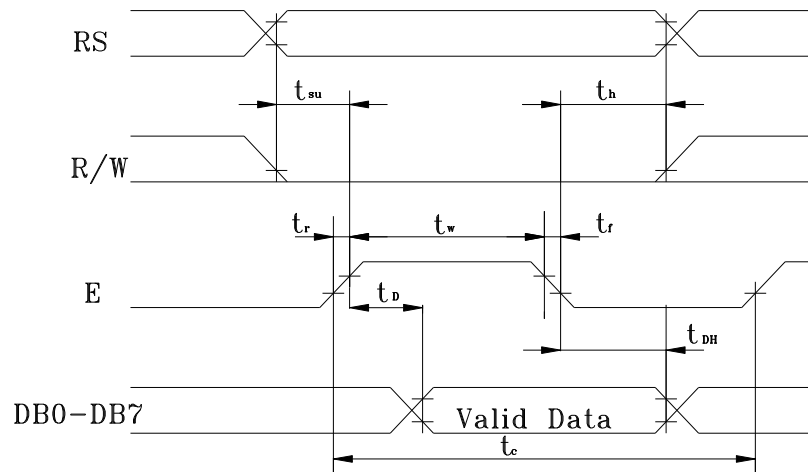 RS
tsu
th
R/W
tr
tw
tf
E
tD
tDH
DB0-DB7
Valid Data
tc